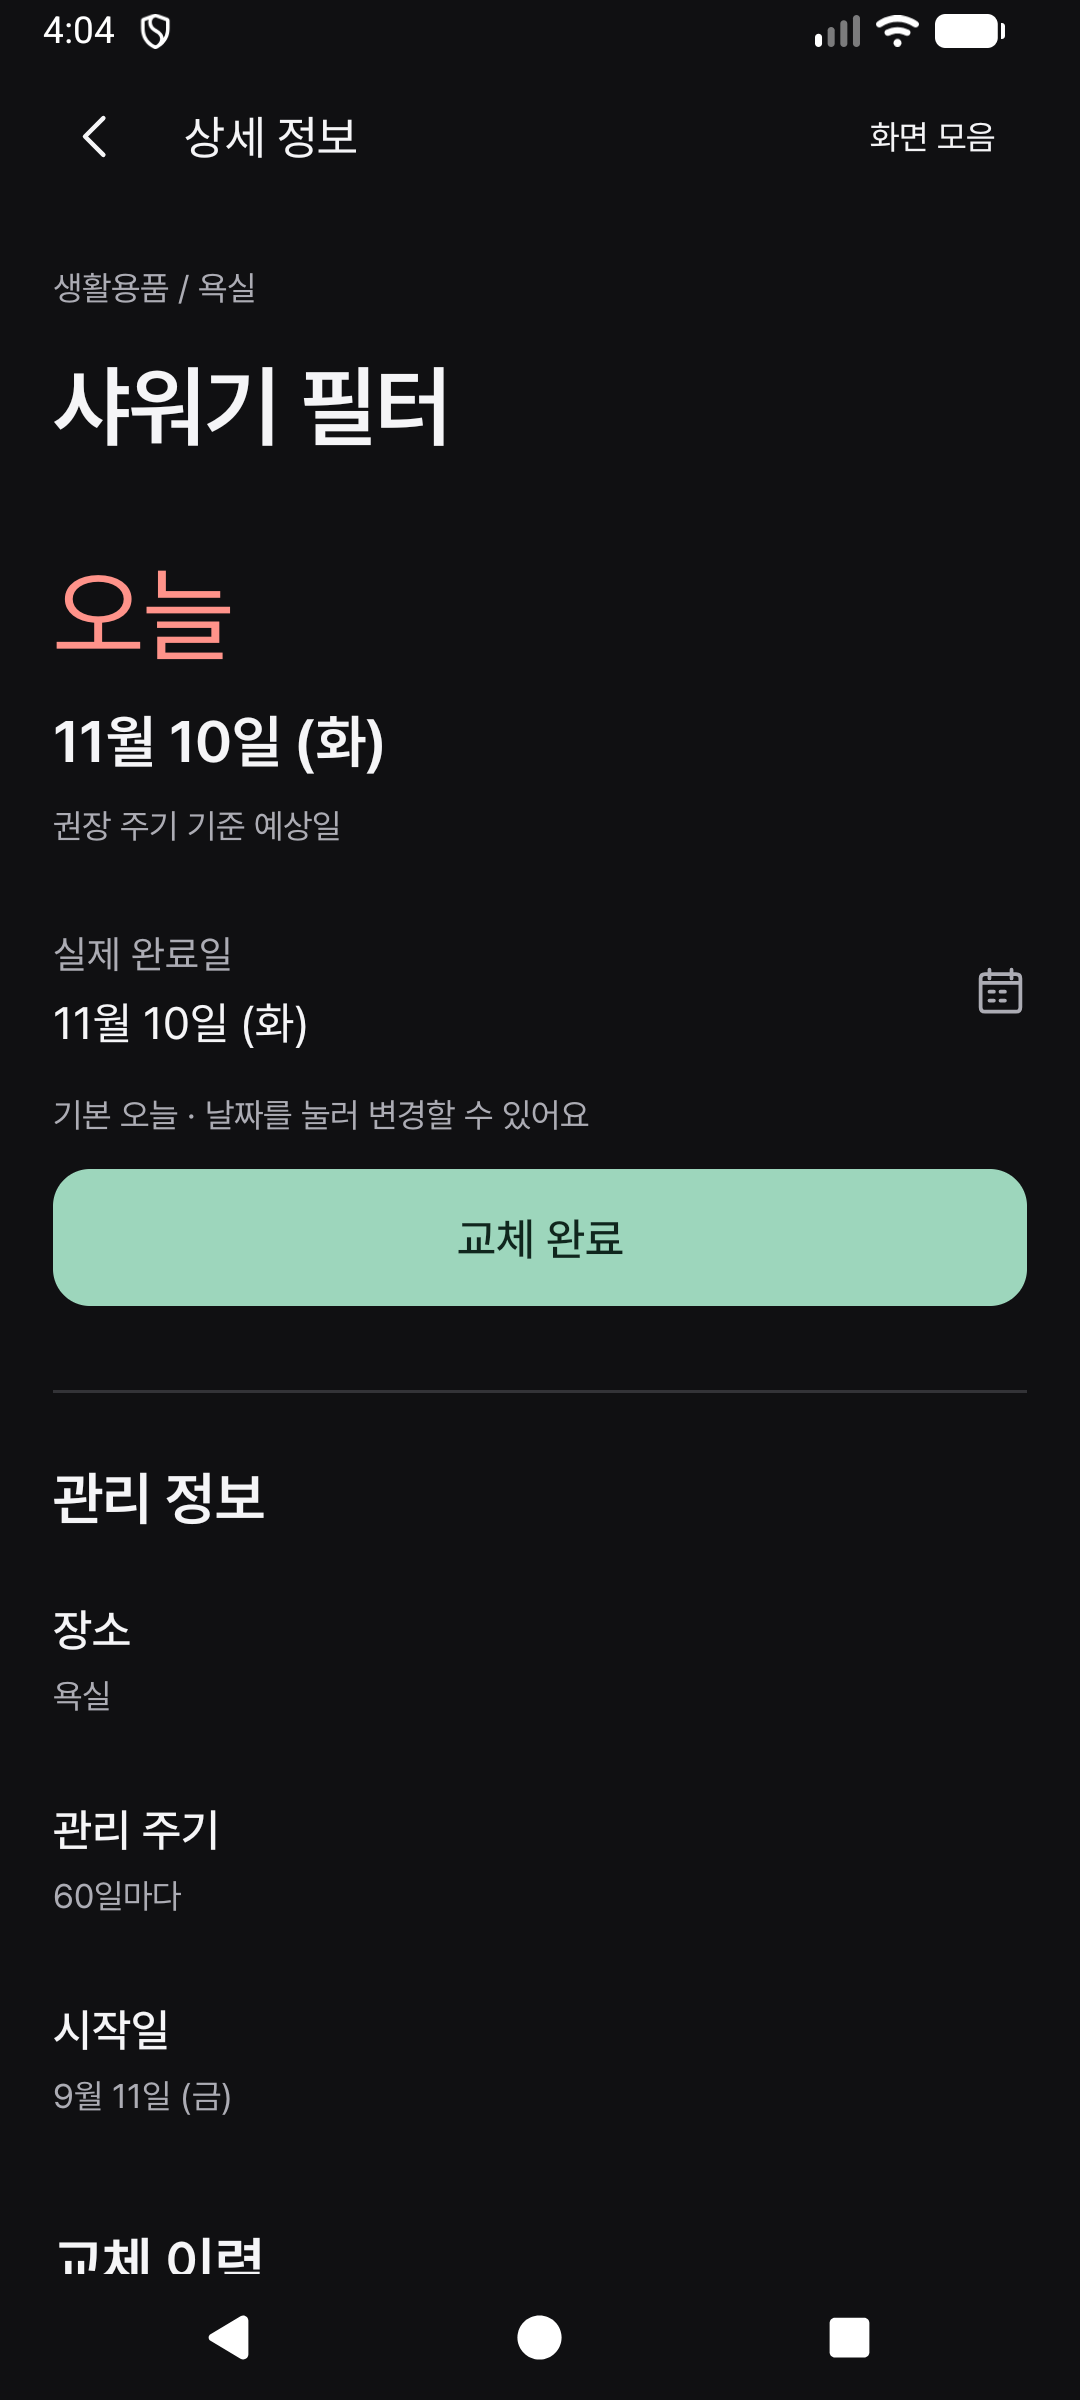 4:04
상세 정보
화면 모음
생활용품 / 욕실
샤워기 필터
오늘
11월 10일 (화)
권장 주기 기준 예상일
실제 완료일
11월 10일 (화)
기본 오늘 · 날짜를 눌러 변경할 수 있어요
교체 완료
관리 정보
장소
욕실
관리 주기
60일마다
시작일
9월 11일 (금)
교체 이력